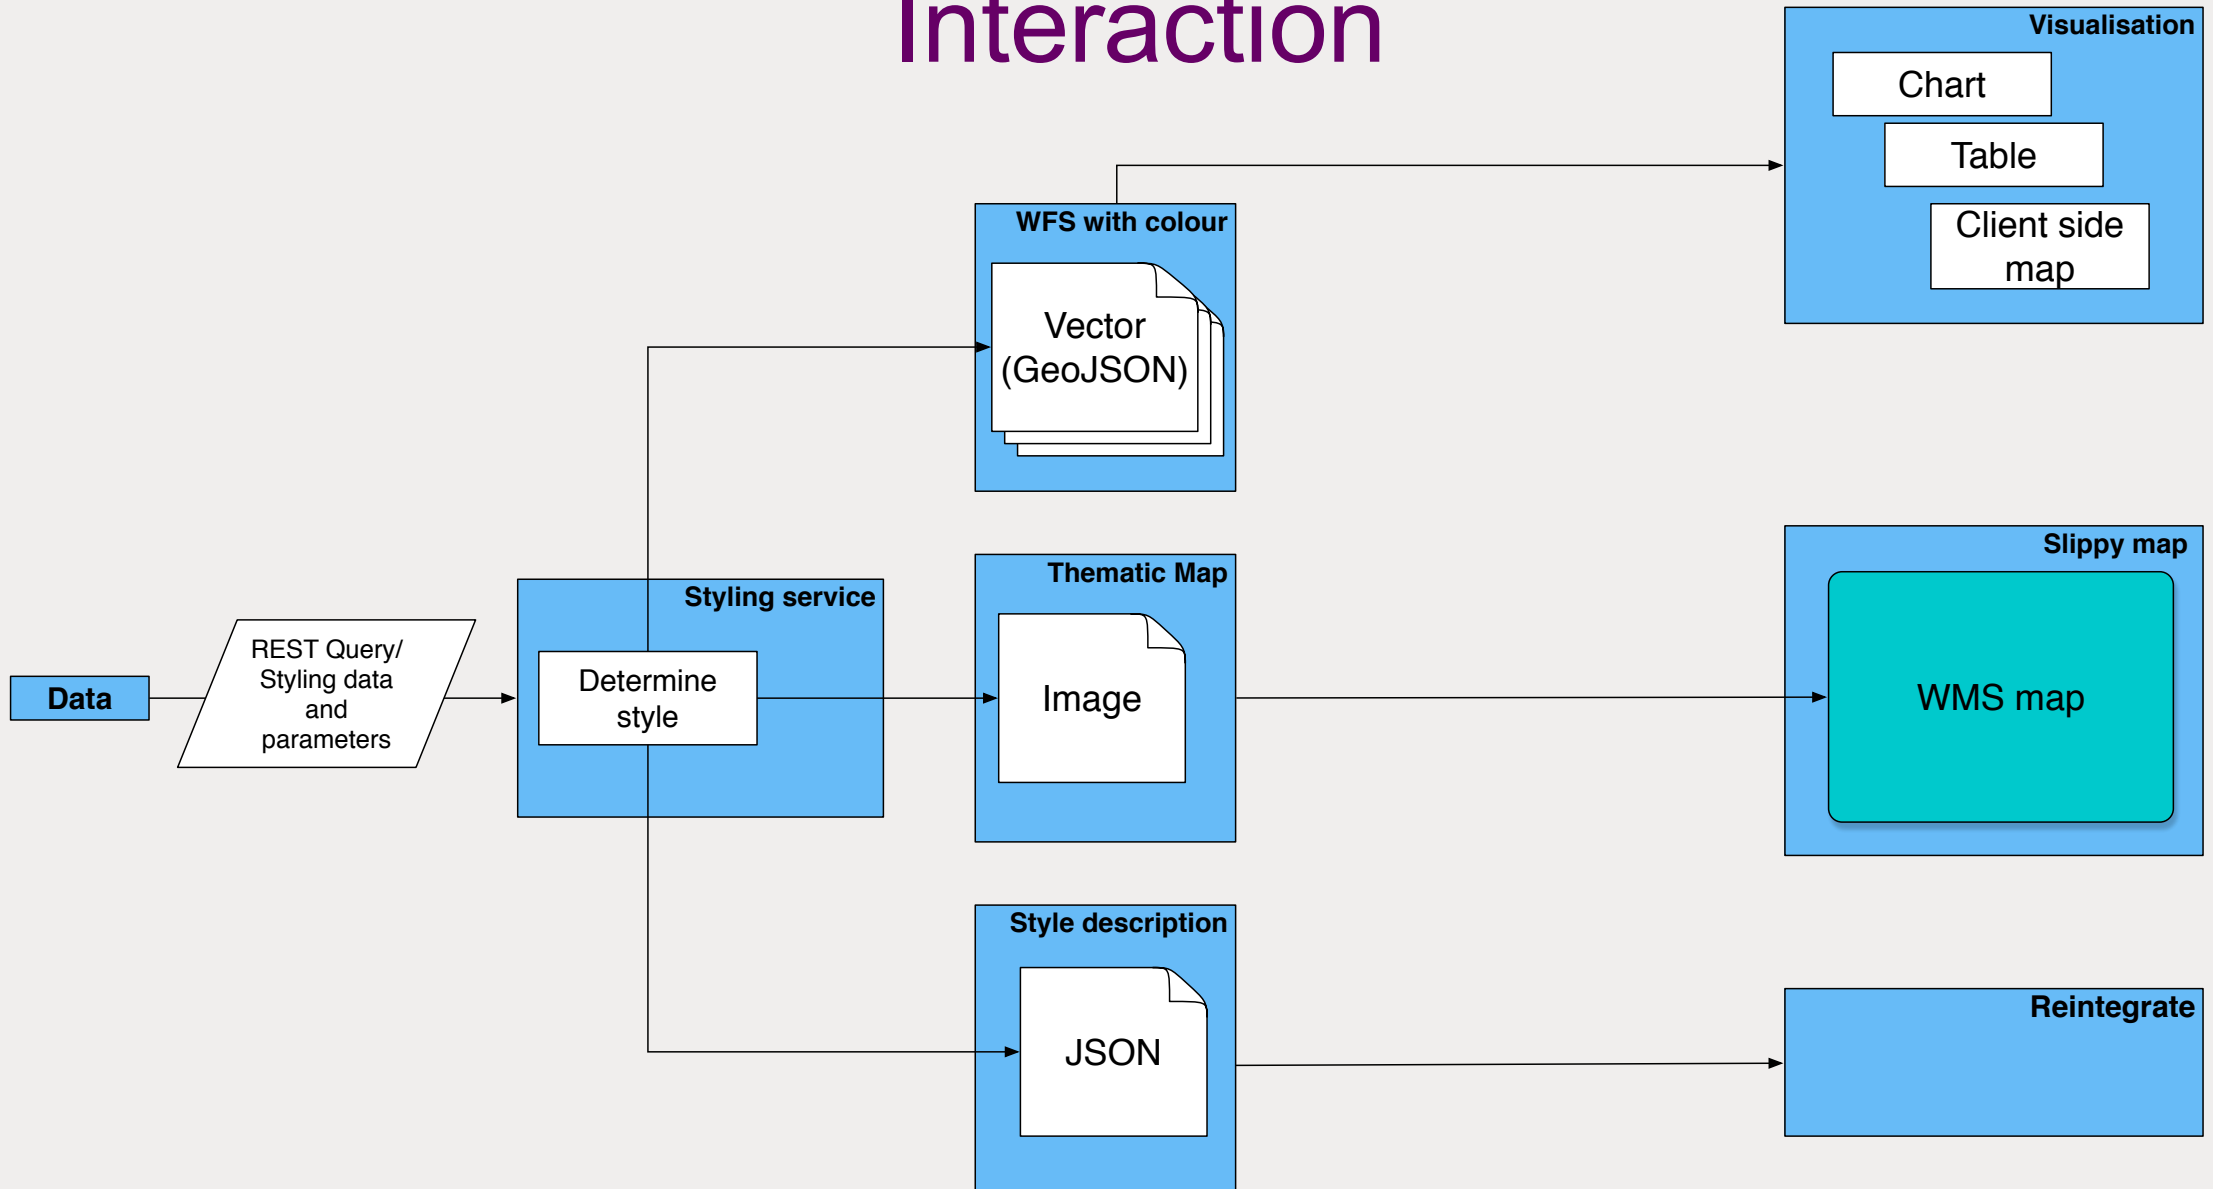 Interaction
Visualisation
Chart
Table
Client side
map
WFS with colour
Vector
(GeoJSON)
Data
REST Query/
Styling data
and
parameters
Styling service
Determine
style
Thematic Map
Image
Slippy map
WMS map
Style description
JSON
Reintegrate